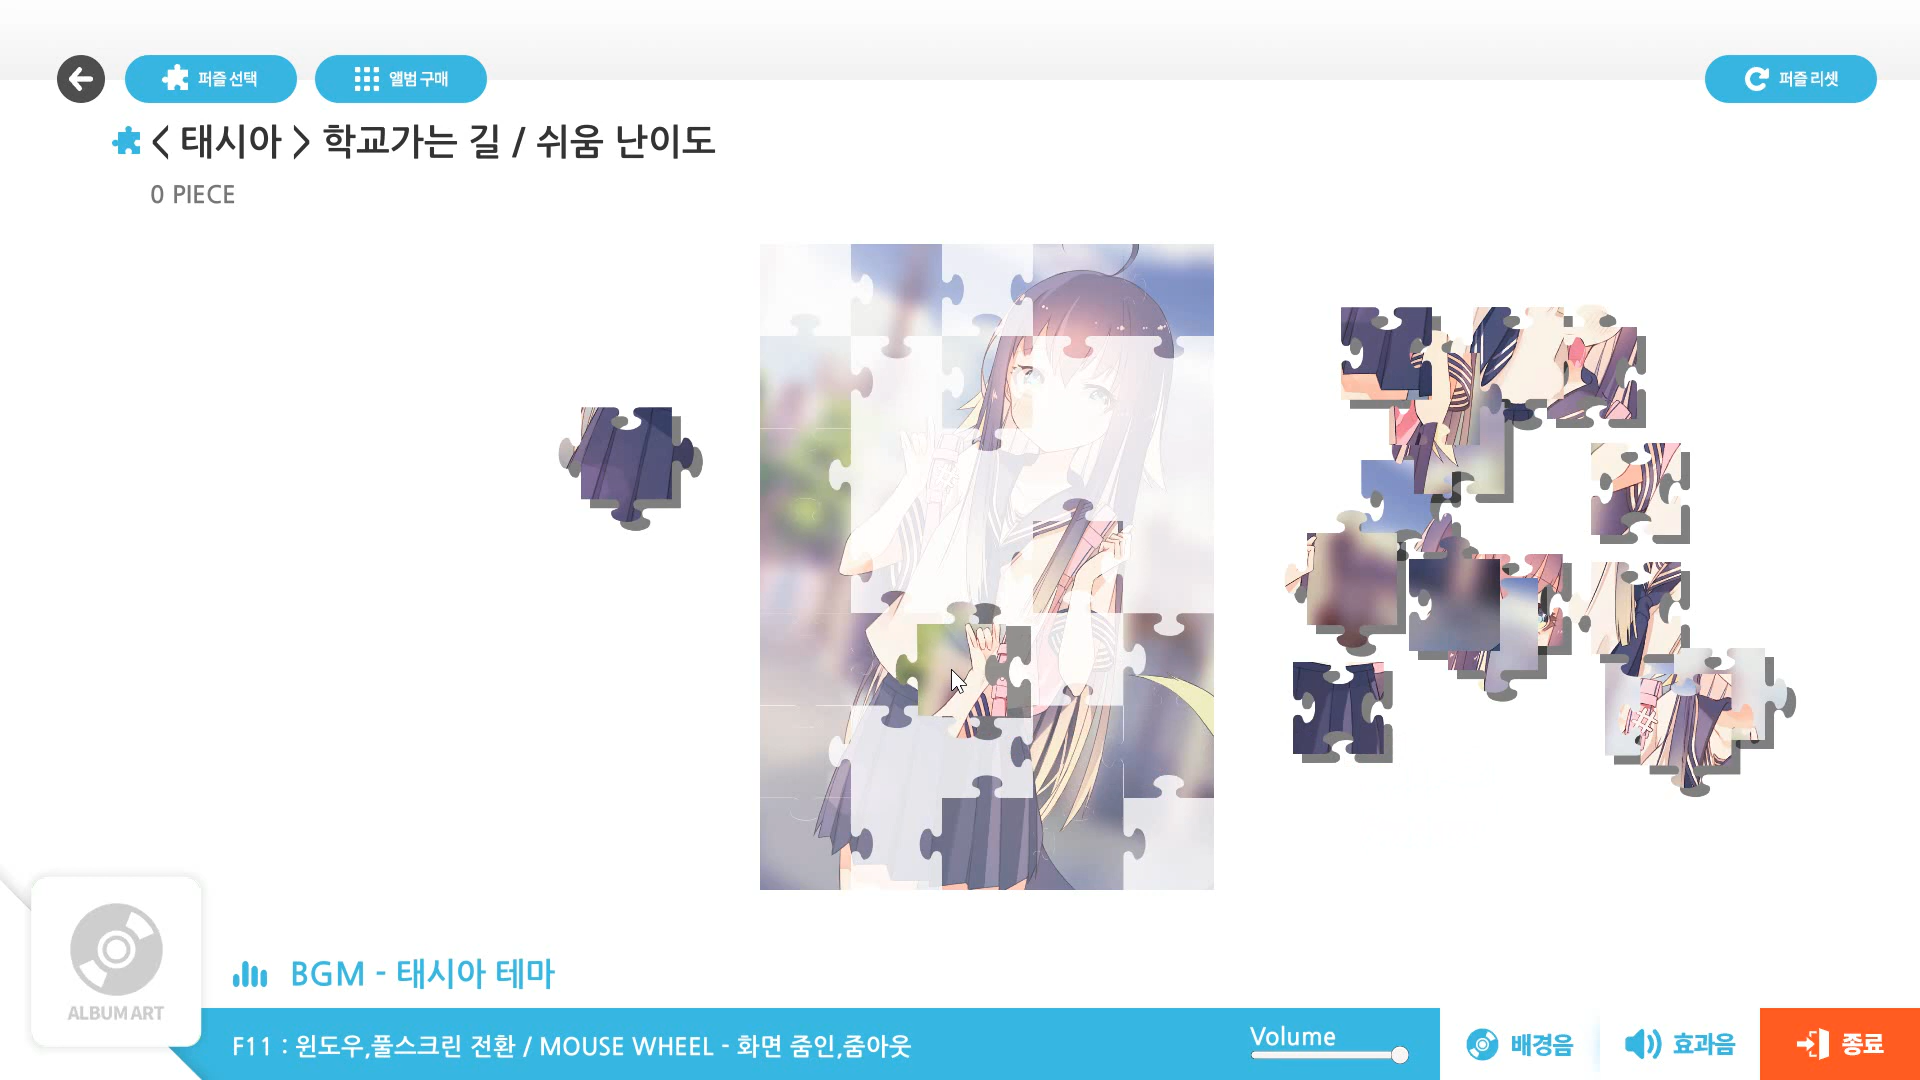 퍼즐 선택
앨범 구매
퍼즐 리셋
< 태시아 > 학교가는 길 / 쉬움 난이도
0 PIECE
ALBUM ART
BGM - 태시아 테마
F11 : 윈도우,풀스크린 전환 / MOUSE WHEEL - 화면 줌인,줌아웃
Volume
배경음
효과음
종료